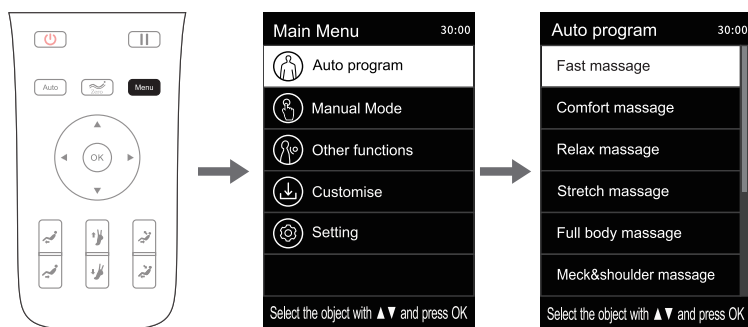 Auto
Zero
Menu
OK
Main Menu 30:00
Auto program
Manual Mode
Other functions
Customise
Setting
Select the object with ▲▼ and press OK
Auto program 30:00
Fast massage
Comfort massage
Relax massage
Stretch massage
Full body massage
Meck&shoulder massage
Select the object with ▲▼ and press OK